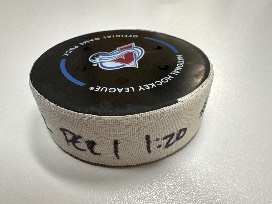 OFFICIAL GAME PUCK
NATIONAL HOCKEY LEAGUE®
PER 1 1:20